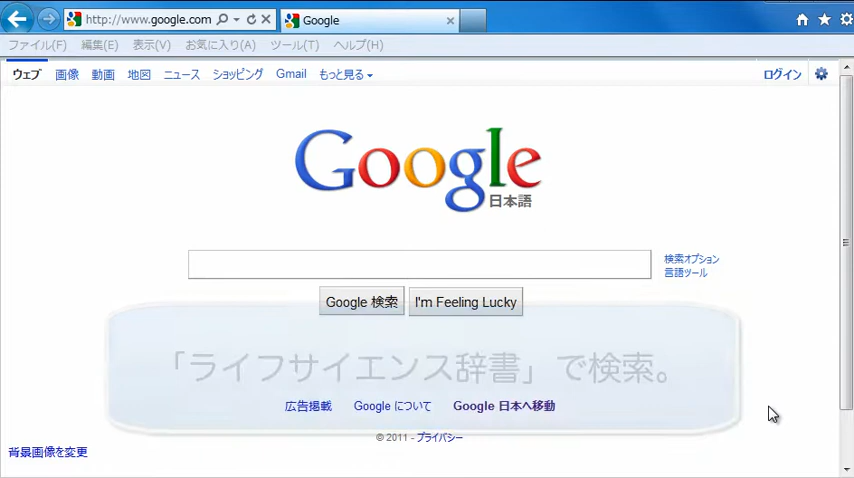 http://www.google.com
Google
ファイル(F) 編集(E) 表示(V) お気に入り(A) ツール(T) ヘルプ(H)
ウェブ 画像 動画 地図 ニュース ショッピング Gmail もっと見る
ログイン
Google
日本語
検索オプション
言語ツール
Google 検索 I'm Feeling Lucky
「ライフサイエンス辞書」で検索。
広告掲載 Google について Google 日本へ移動
© 2011 - プライバシー
背景画像を変更